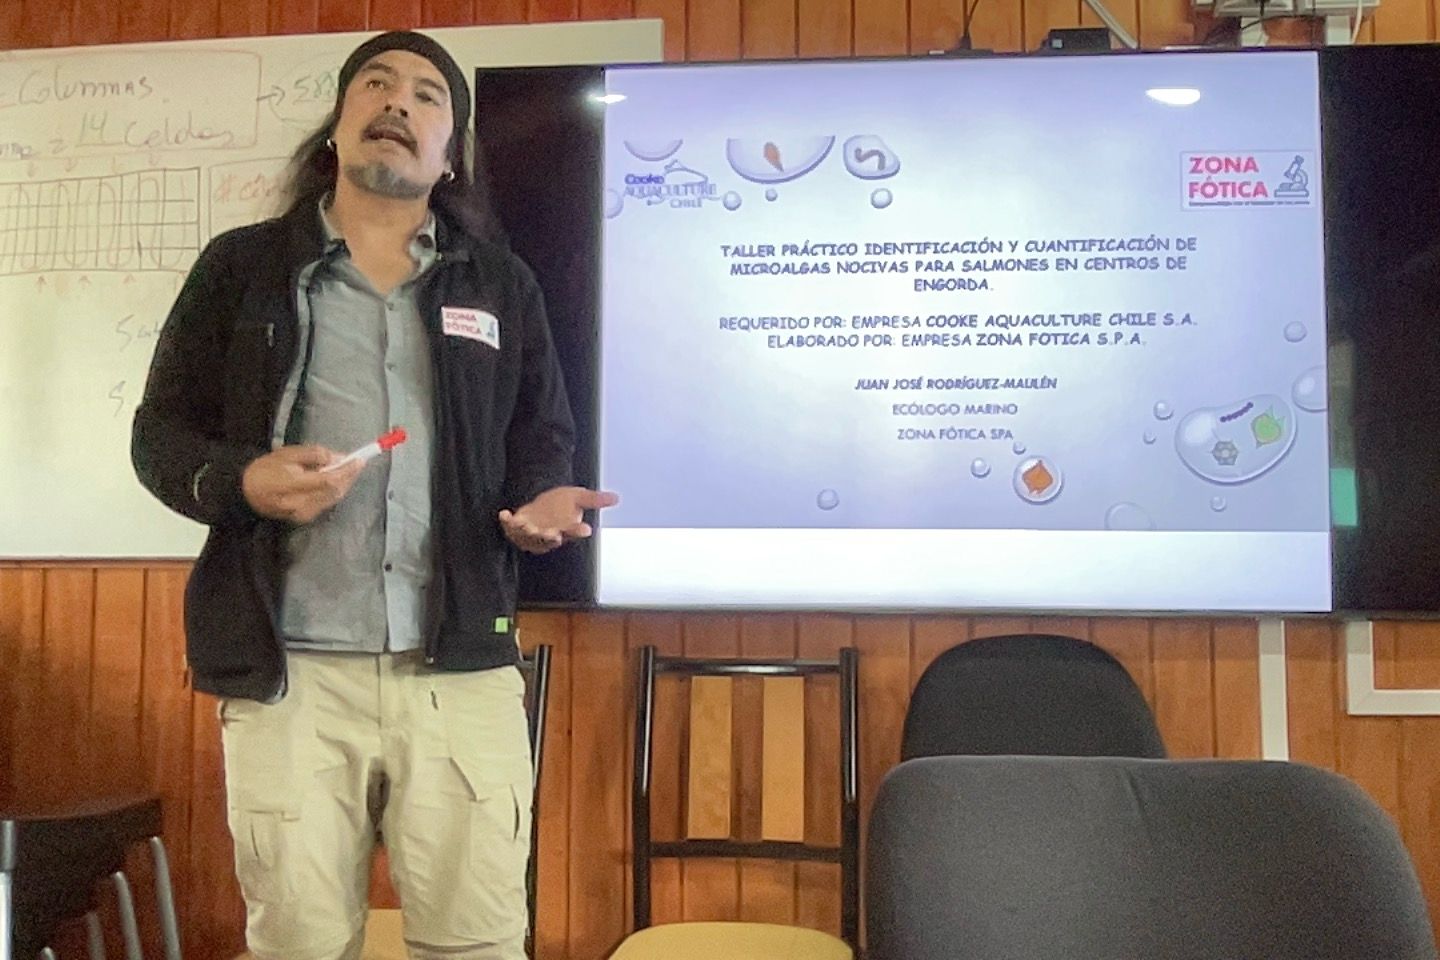 Columnas
14 Celdas
Cooke
AQUACULTURE
CHILE
ZONA
FÓTICA
TALLER PRÁCTICO IDENTIFICACIÓN Y CUANTIFICACIÓN DE
MICROALGAS NOCIVAS PARA SALMONES EN CENTROS DE
ENGORDA.
REQUERIDO POR: EMPRESA COOKE AQUACULTURE CHILE S.A.
ELABORADO POR: EMPRESA ZONA FOTICA S.P.A.
JUAN JOSÉ RODRÍGUEZ-MAULÉN
ECÓLOGO MARINO
ZONA FÓTICA SPA
ZONA
FÓTICA